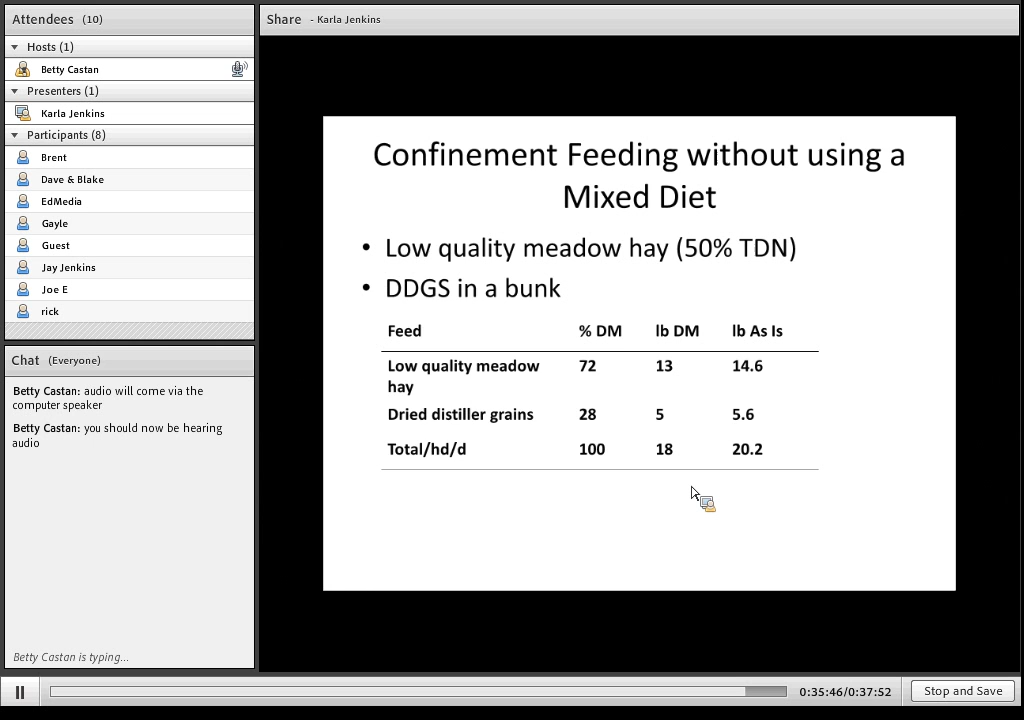 Attendees (10)
Hosts (1)
Betty Castan
Presenters (1)
Karla Jenkins
Participants (8)
Brent
Dave & Blake
EdMedia
Gayle
Guest
Jay Jenkins
Joe E
rick
Chat (Everyone)
Betty Castan: audio will come via the
computer speaker
Betty Castan: you should now be hearing
audio
Betty Castan is typing...
Share - Karla Jenkins
Confinement Feeding without using a
Mixed Diet
• Low quality meadow hay (50% TDN)
• DDGS in a bunk
Feed % DM lb DM lb As Is
Low quality meadow 72 13 14.6
hay
Dried distiller grains 28 5 5.6
Total/hd/d 100 18 20.2
0:35:46/0:37:52
Stop and Save